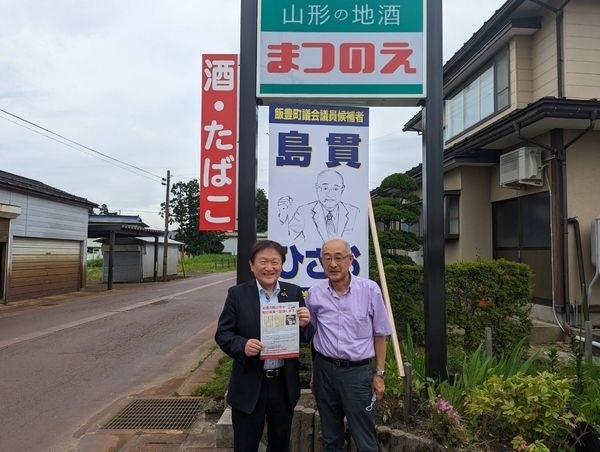 山形の地酒
まつのえ
酒・たばこ
飯豊町議会議員候補者
島貫
ひさお